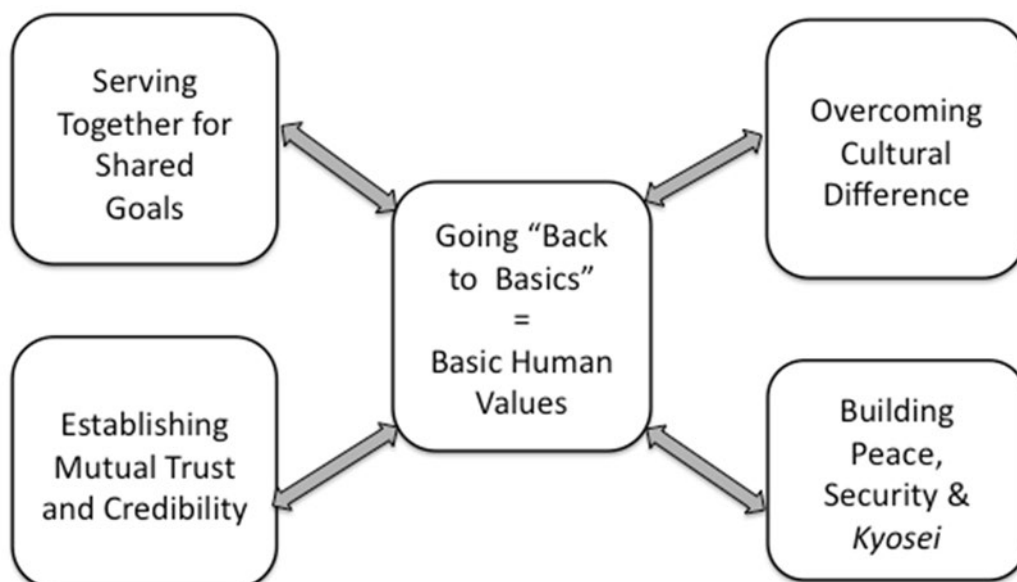 Serving
Together for
Shared
Goals
Overcoming
Cultural
Difference
Going “Back
to Basics”
=
Basic Human
Values
Establishing
Mutual Trust
and Credibility
Building
Peace,
Security &
Kyosei